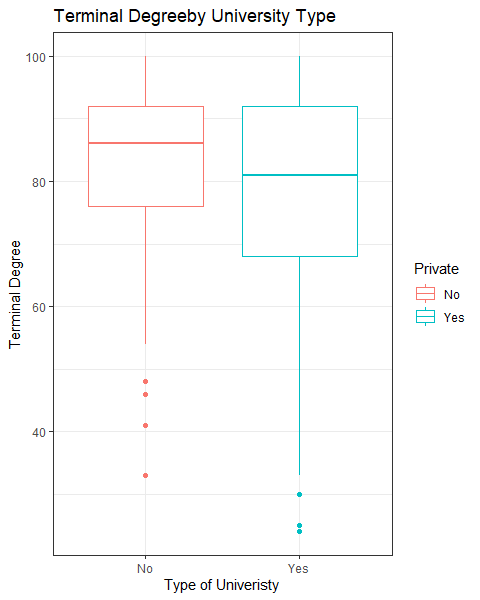 Terminal Degreeby University Type
100
80
60
40
Terminal Degree
No
Yes
Type of Univeristy
Private
No
Yes